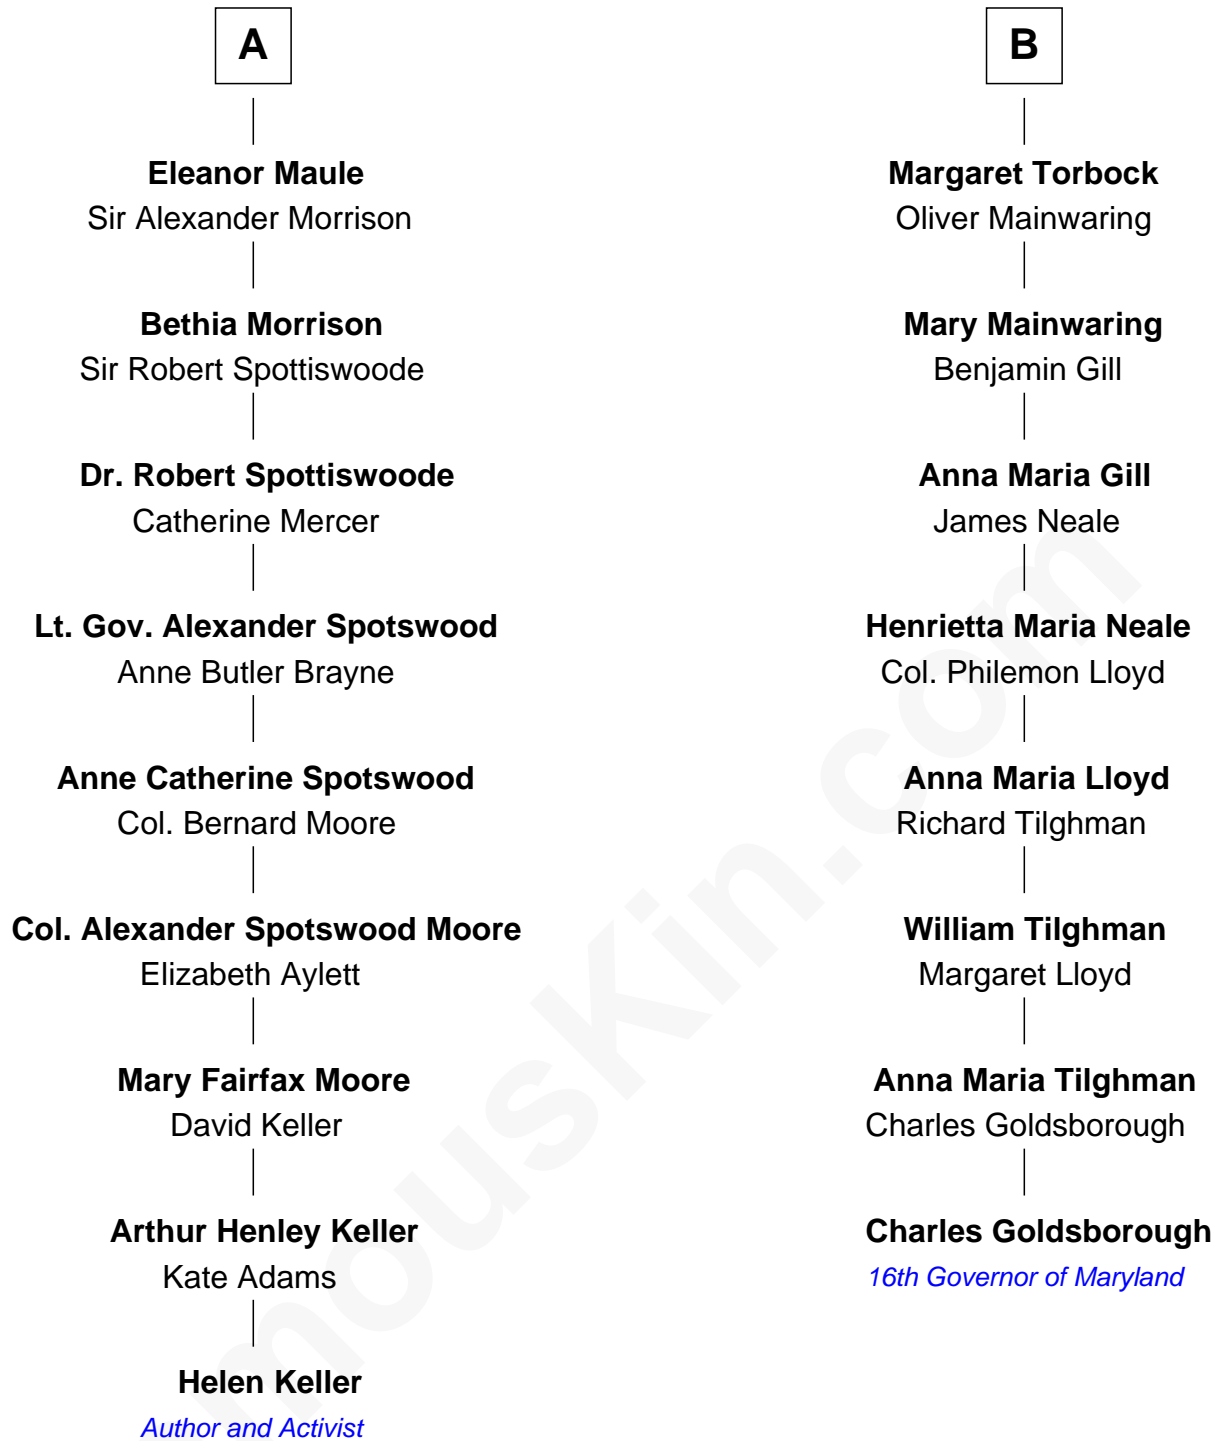 A
Eleanor Maule
Sir Alexander Morrison
Bethia Morrison
Sir Robert Spottiswoode
Dr. Robert Spottiswoode
Catherine Mercer
Lt. Gov. Alexander Spotswood
Anne Butler Brayne
Anne Catherine Spotswood
Col. Bernard Moore
Col. Alexander Spotswood Moore
Elizabeth Aylett
Mary Fairfax Moore
David Keller
Arthur Henley Keller
Kate Adams
Helen Keller
Author and Activist
B
Margaret Torbock
Oliver Mainwaring
Mary Mainwaring
Benjamin Gill
Anna Maria Gill
James Neale
Henrietta Maria Neale
Col. Philemon Lloyd
Anna Maria Lloyd
Richard Tilghman
William Tilghman
Margaret Lloyd
Anna Maria Tilghman
Charles Goldsborough
Charles Goldsborough
16th Governor of Maryland
mousKin.com